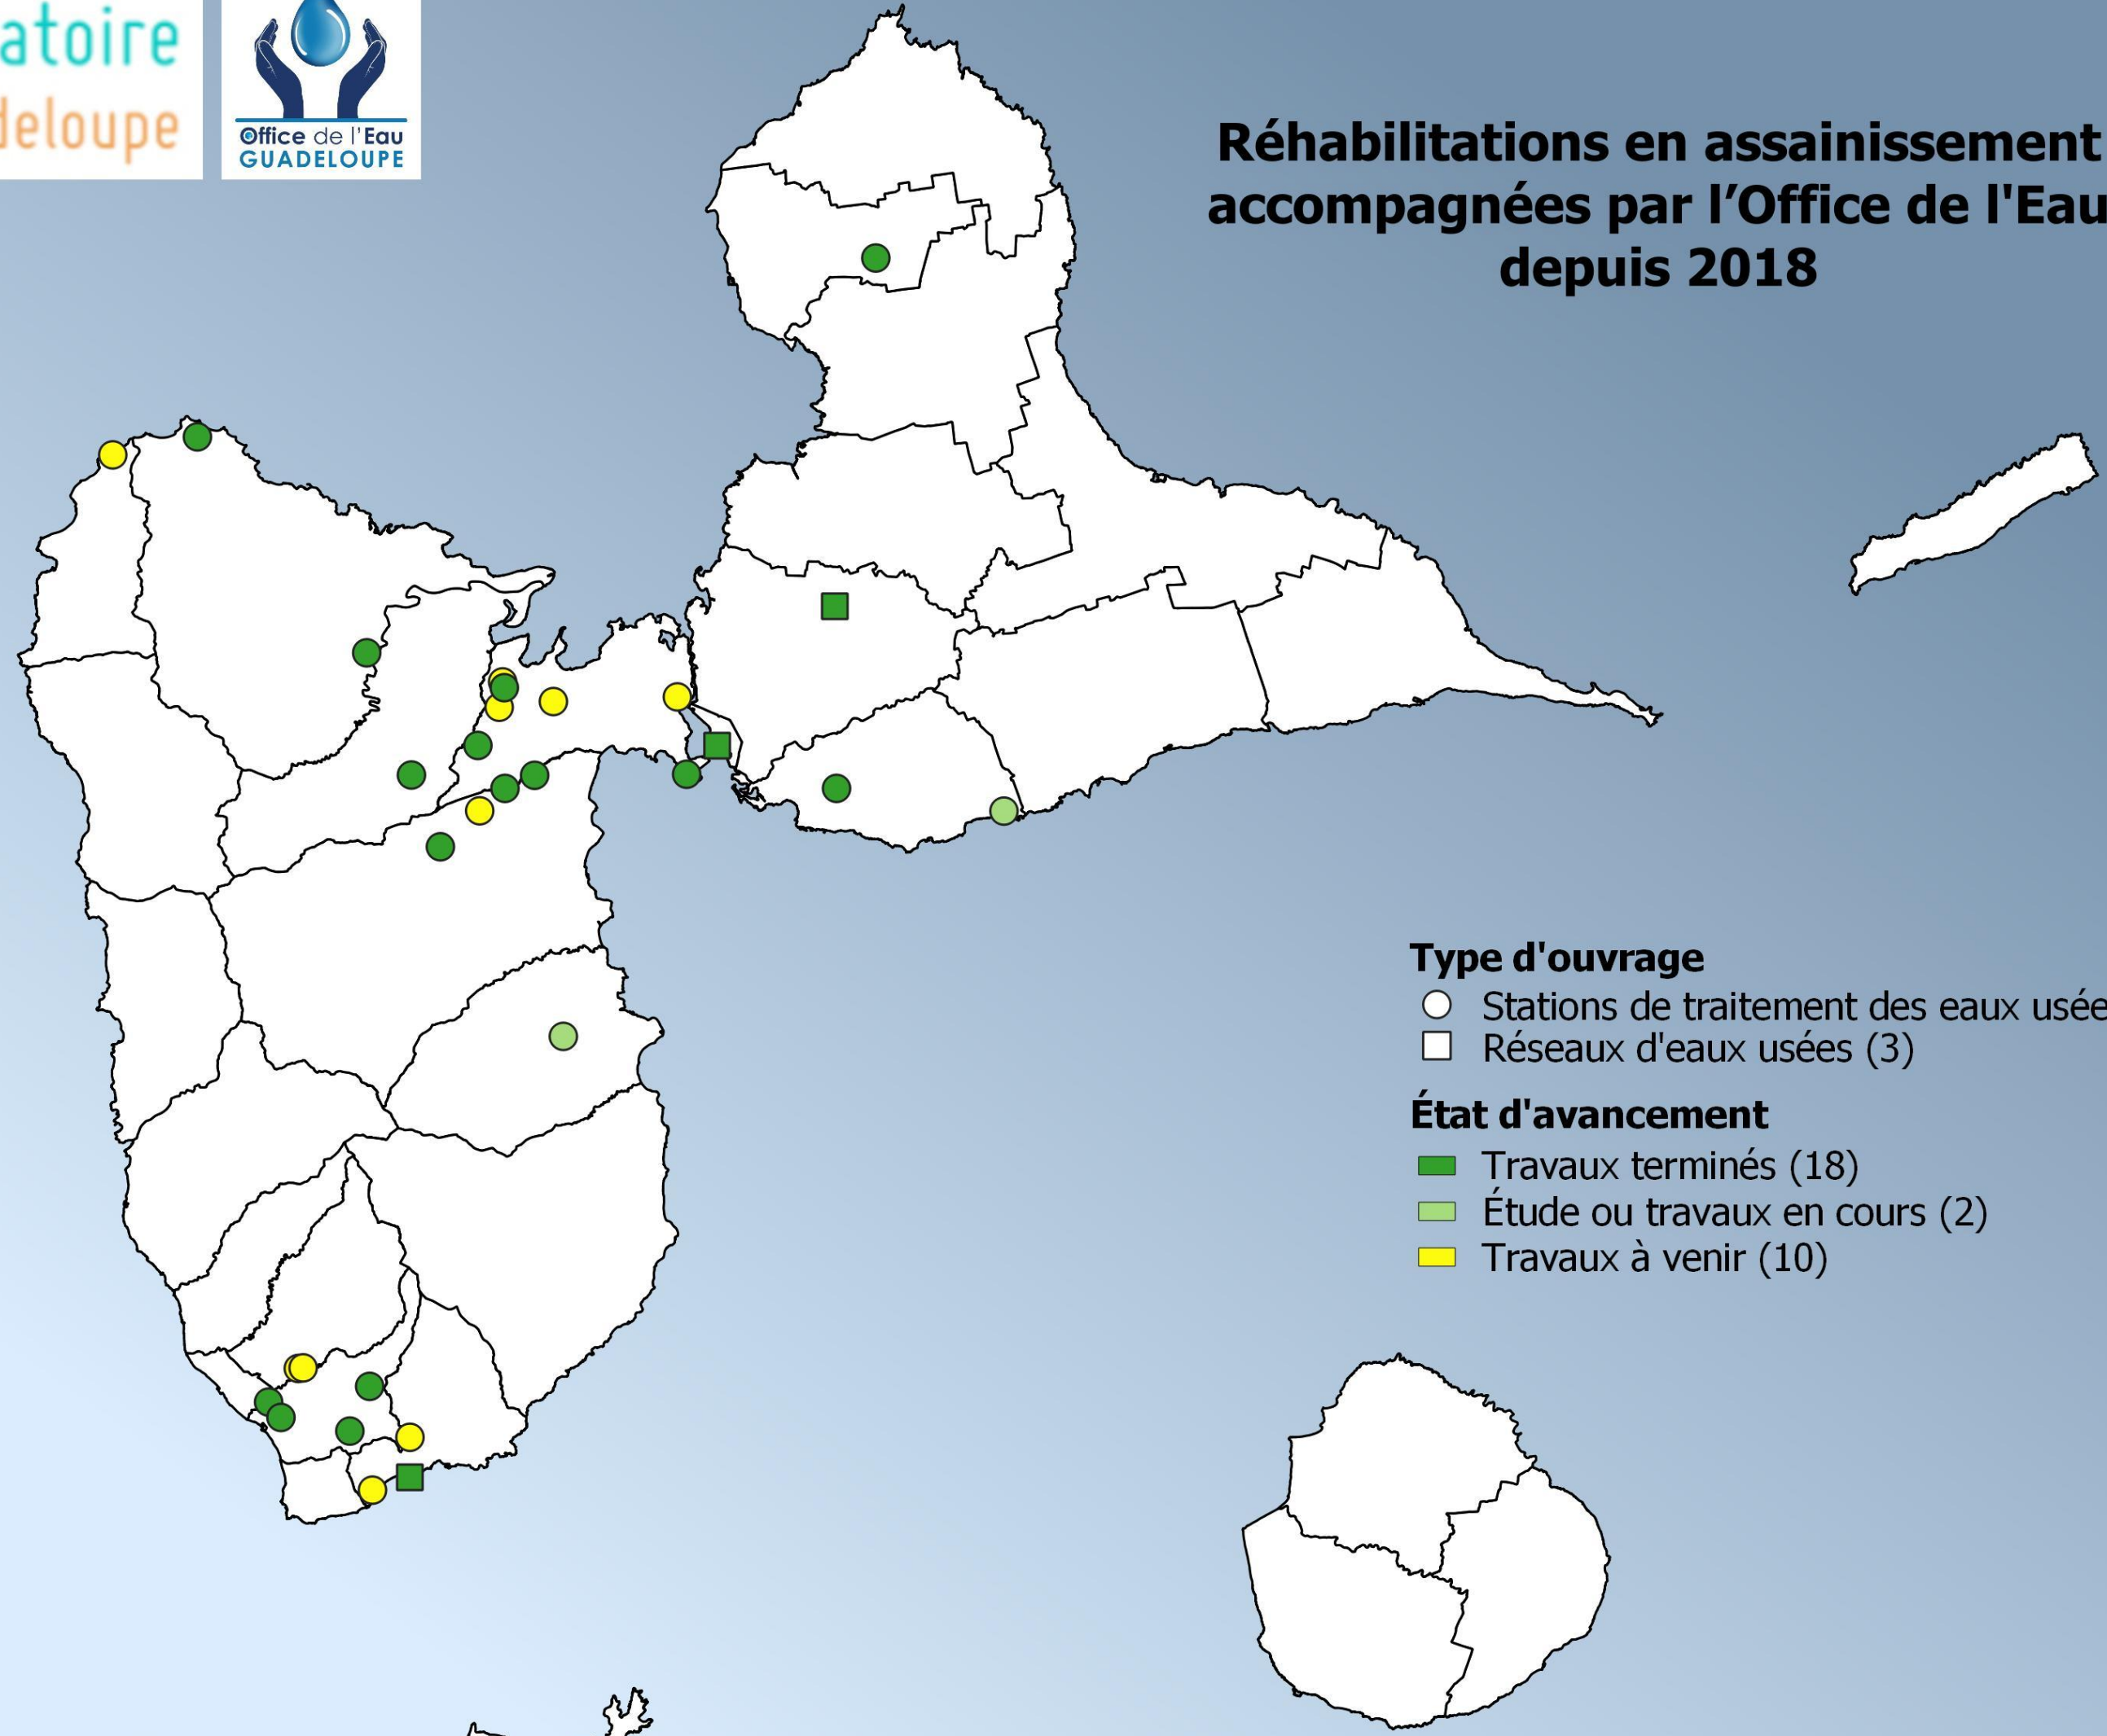 atoire
deloupe
Office de l'Eau
GUADELOUPE
Réhabilitations en assainissement
accompagnées par l’Office de l'Eau
depuis 2018
Type d'ouvrage
Stations de traitement des eaux usée
Réseaux d'eaux usées (3)
État d'avancement
Travaux terminés (18)
Étude ou travaux en cours (2)
Travaux à venir (10)